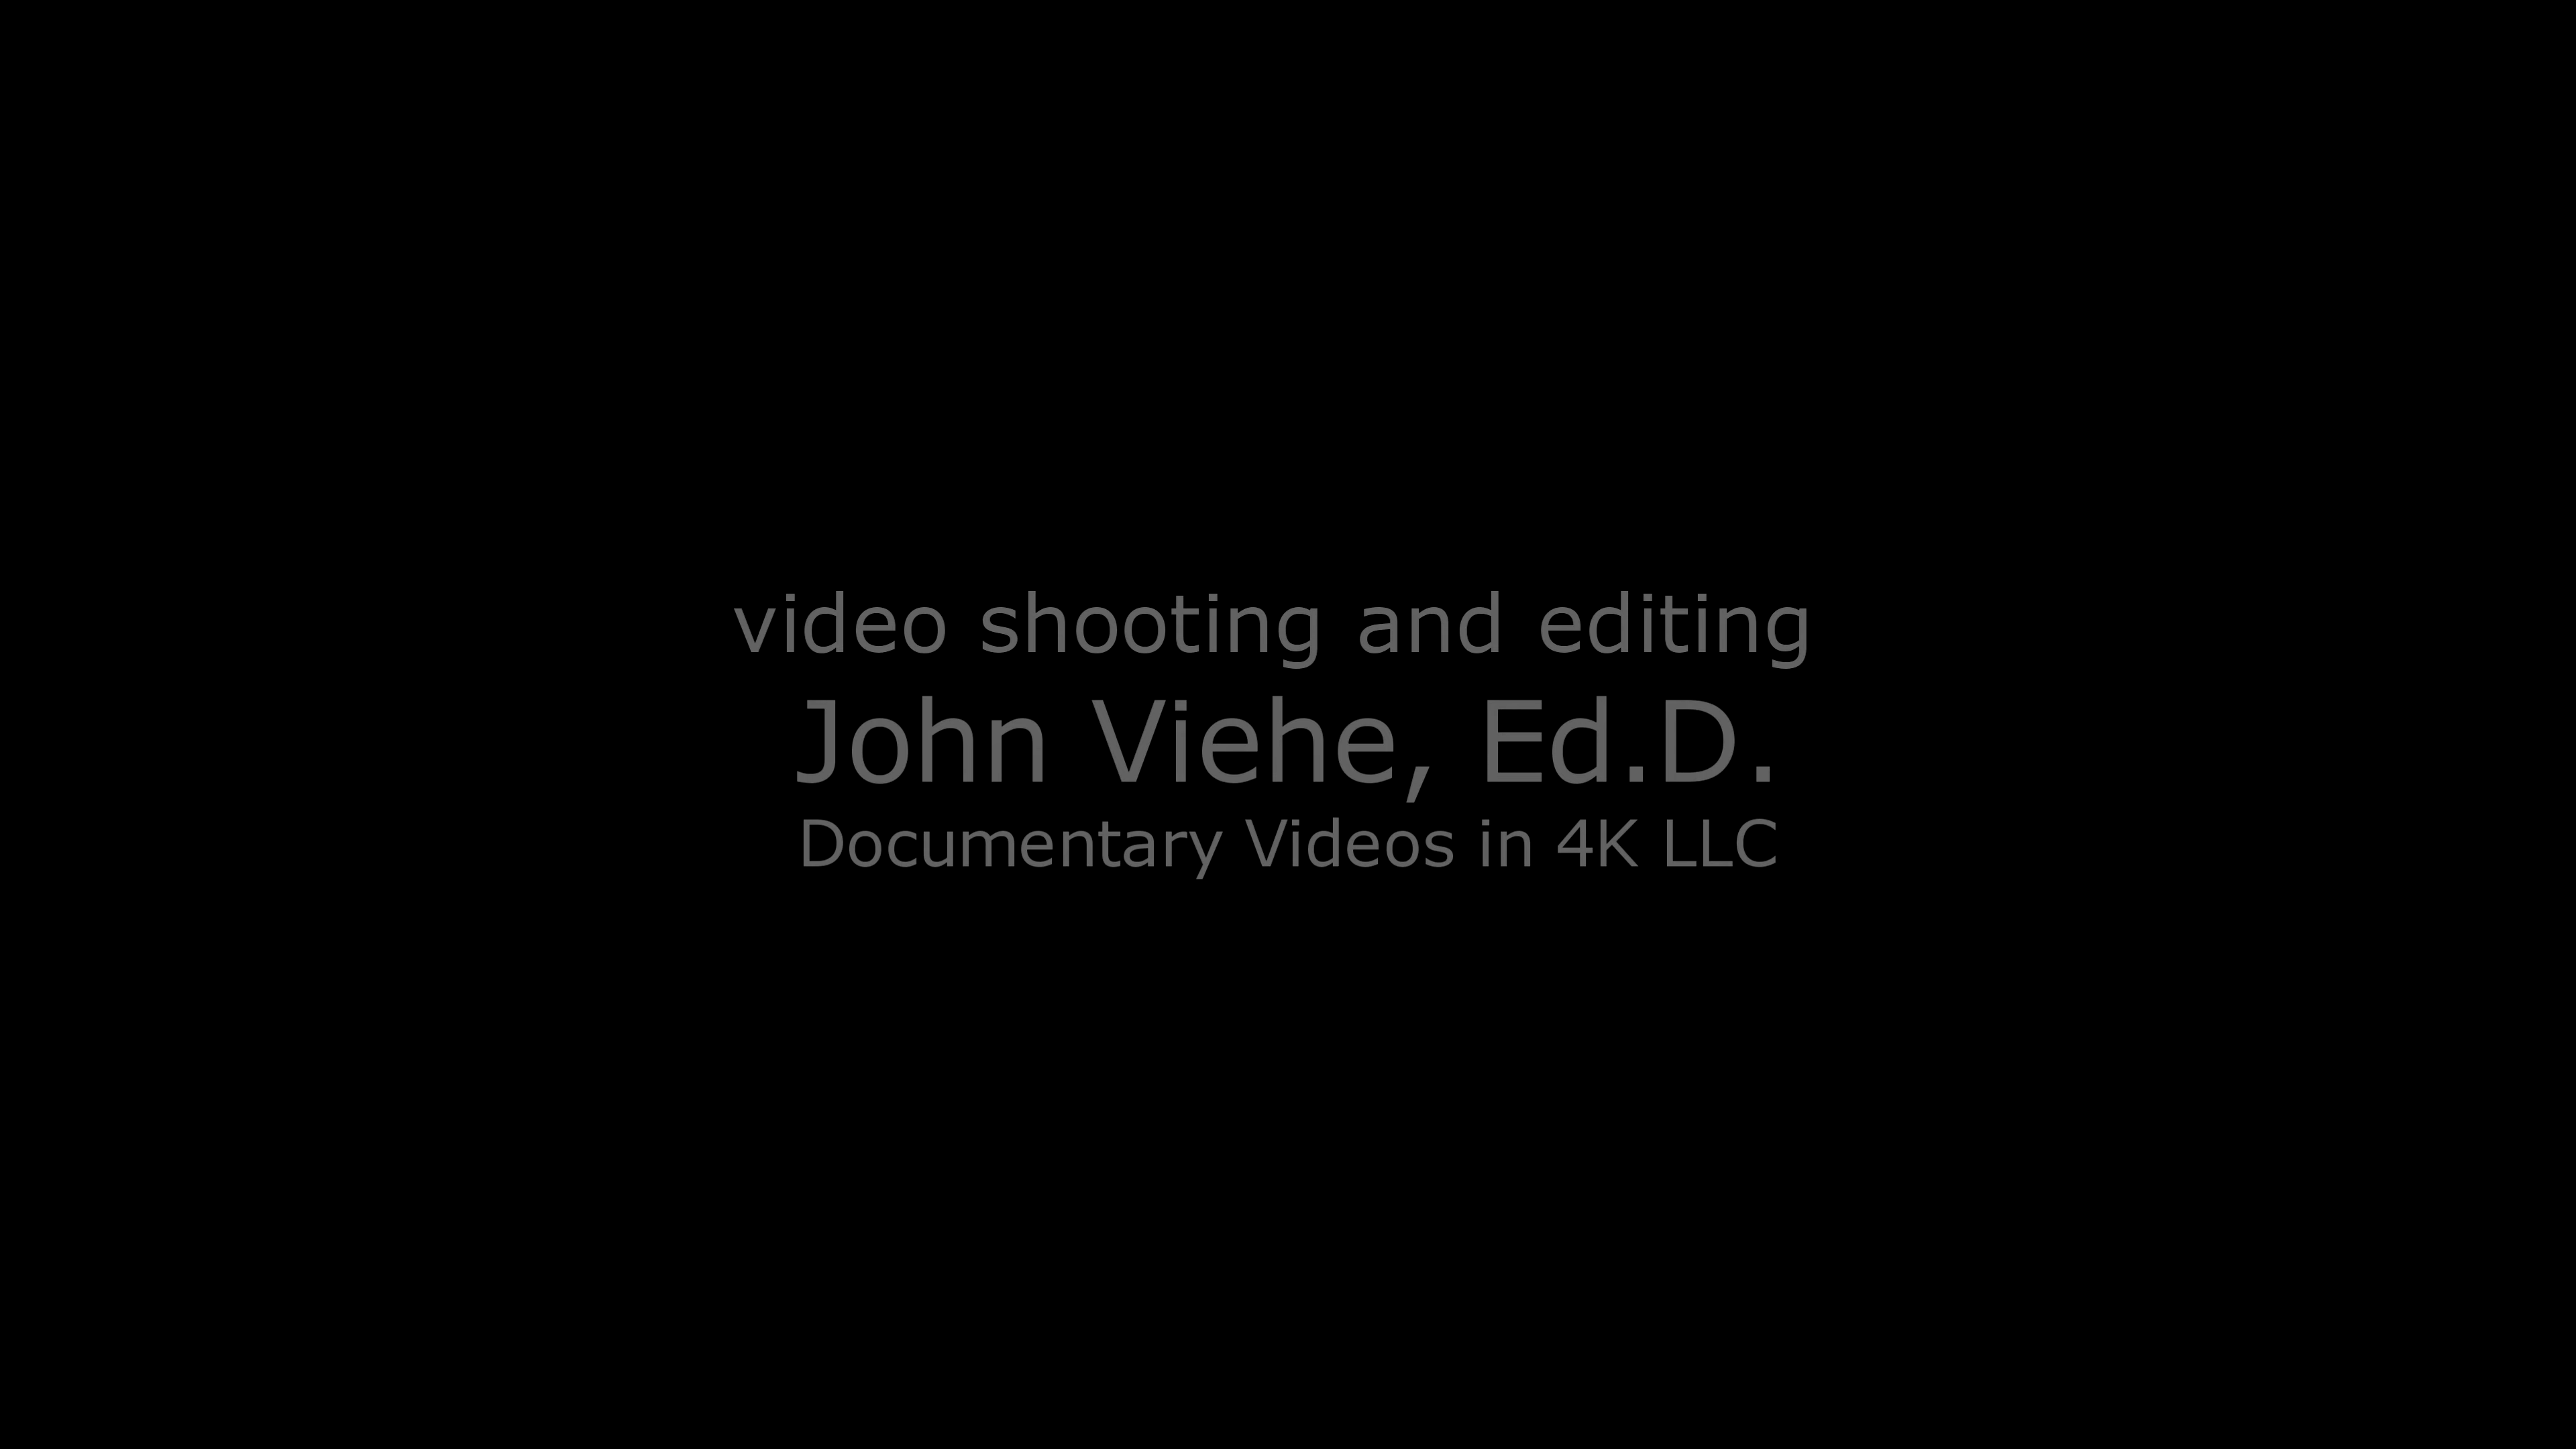 video shooting and editing
John Viehe, Ed.D.
Documentary Videos in 4K LLC